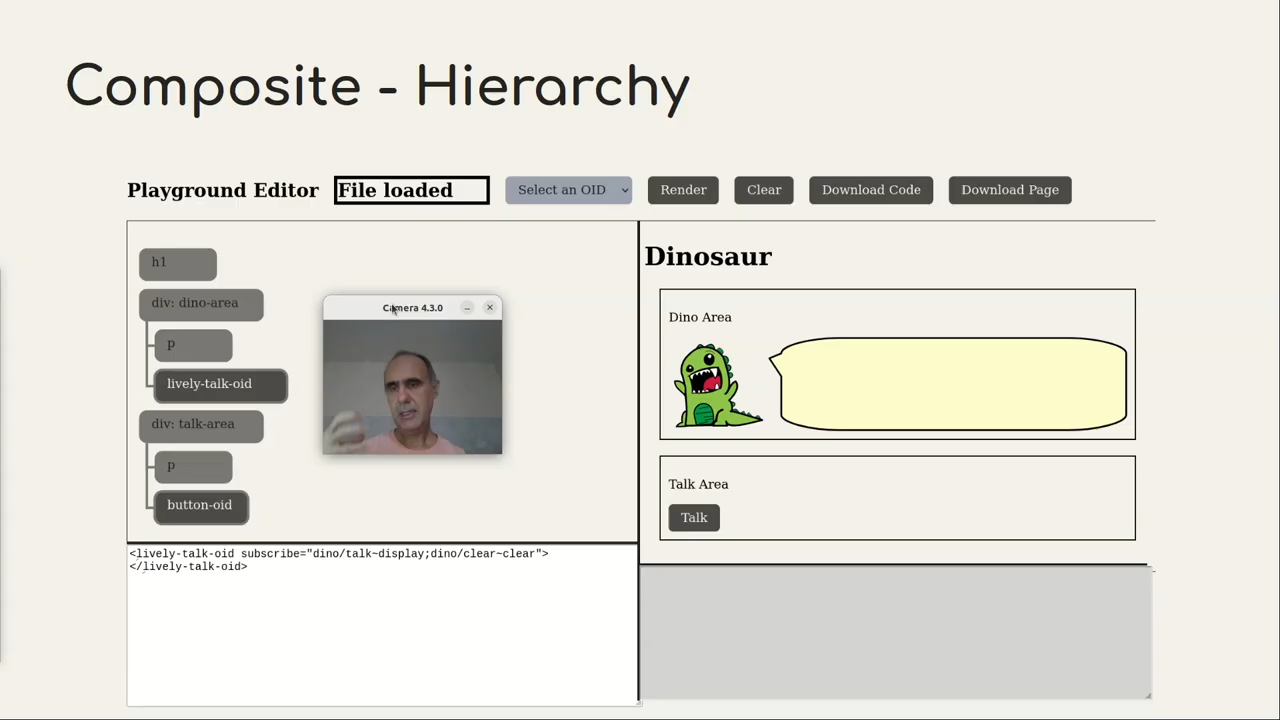 Composite - Hierarchy
Playground Editor
File loaded
Select an OID
Render
Clear
Download Code
Download Page
h1
div: dino-area
p
lively-talk-oid
div: talk-area
p
button-oid
Camera 4.3.0
Dinosaur
Dino Area
Talk Area
Talk
<lively-talk-oid subscribe="dino/talk~display;dino/clear~clear">
</lively-talk-oid>